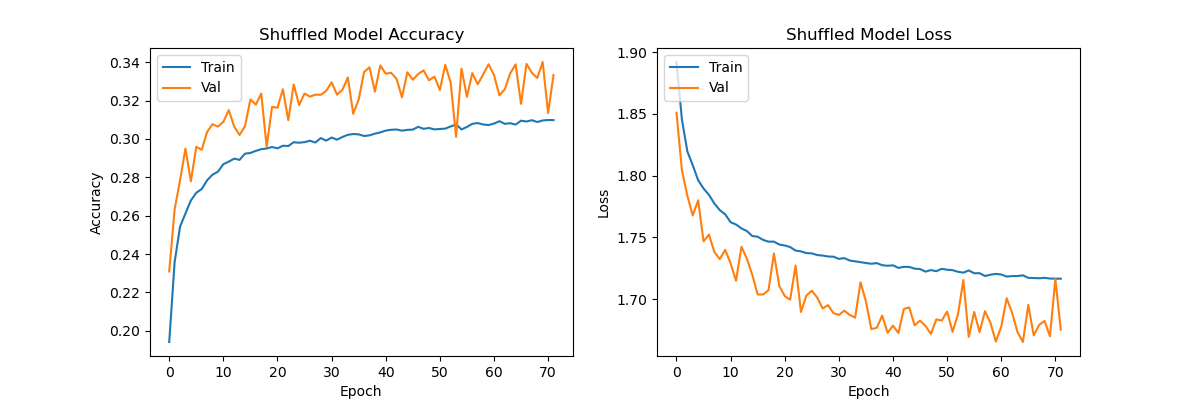 Shuffled Model Accuracy
Train
Val
0.34
0.32
0.30
0.28
0.26
0.24
0.22
0.20
Accuracy
0 10 20 30 40 50 60 70
Epoch
Shuffled Model Loss
Train
Val
1.90
1.85
1.80
1.75
1.70
Loss
0 10 20 30 40 50 60 70
Epoch